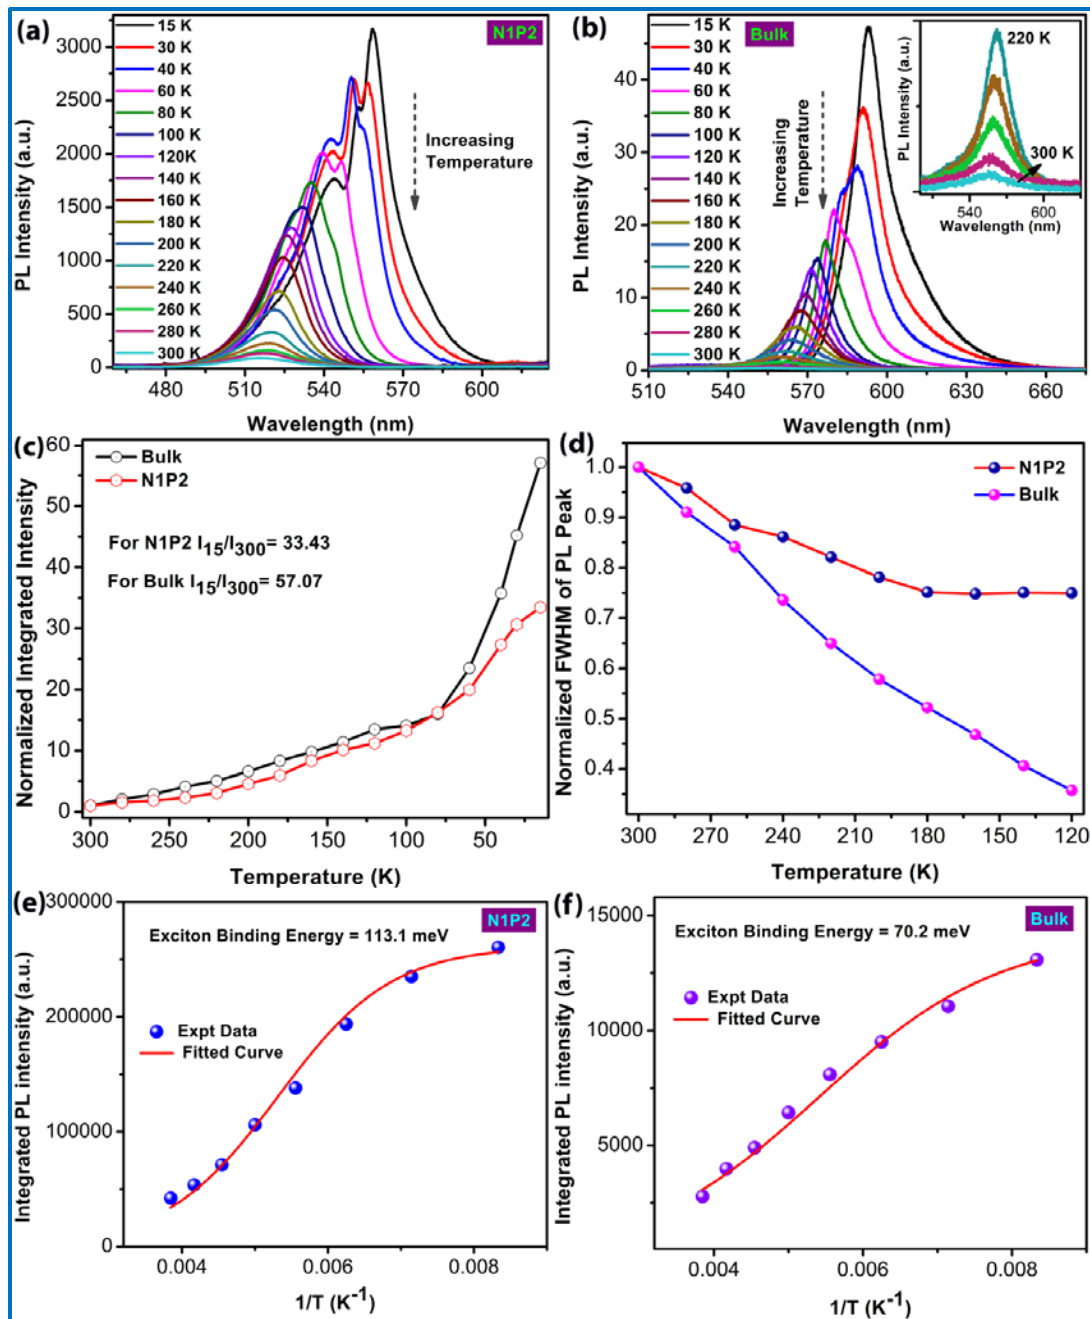 (a)
N1P2
15 K
30 K
40 K
60 K
80 K
100 K
120K
140 K
160 K
180 K
200 K
220 K
240 K
260 K
280 K
300 K
Increasing
Temperature
PL Intensity (a.u.)
3000
2500
2000
1500
1000
500
0
480 510 540 570 600
Wavelength (nm)
(b)
Bulk
15 K
30 K
40 K
60 K
80 K
100 K
120 K
140 K
160 K
180 K
200 K
220 K
240 K
260 K
280 K
300 K
Increasing
Temperature
PL Intensity (a.u.)
40
30
20
10
0
510 540 570 600 630 660
Wavelength (nm)
PL Intensity (a.u.)
220 K
300 K
540 600
Wavelength (nm)
(c)
Bulk
N1P2
For N1P2 I15/I300= 33.43
For Bulk I15/I300= 57.07
Normalized Integrated Intensity
60
50
40
30
20
10
0
300 250 200 150 100 50
Temperature (K)
(d)
N1P2
Bulk
Normalized FWHM of PL Peak
1.0
0.9
0.8
0.7
0.6
0.5
0.4
300 270 240 210 180 150 120
Temperature (K)
(e)
N1P2
Exciton Binding Energy = 113.1 meV
Expt Data
Fitted Curve
Integrated PL intensity (a.u.)
300000
200000
100000
0
0.004 0.006 0.008
1/T (K-1)
(f)
Bulk
Exciton Binding Energy = 70.2 meV
Expt Data
Fitted Curve
Integrated PL intensity (a.u.)
15000
10000
5000
0.004 0.006 0.008
1/T (K-1)